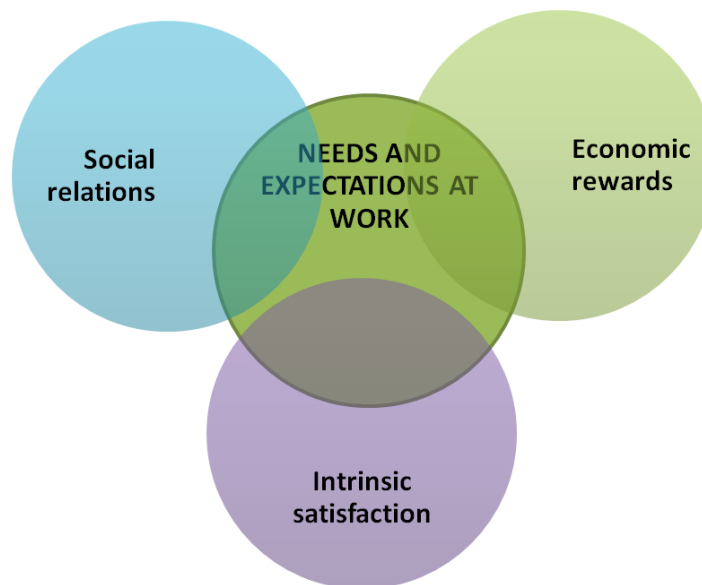 Social
relations
NEEDS AND
EXPECTATIONS AT
WORK
Economic
rewards
Intrinsic
satisfaction